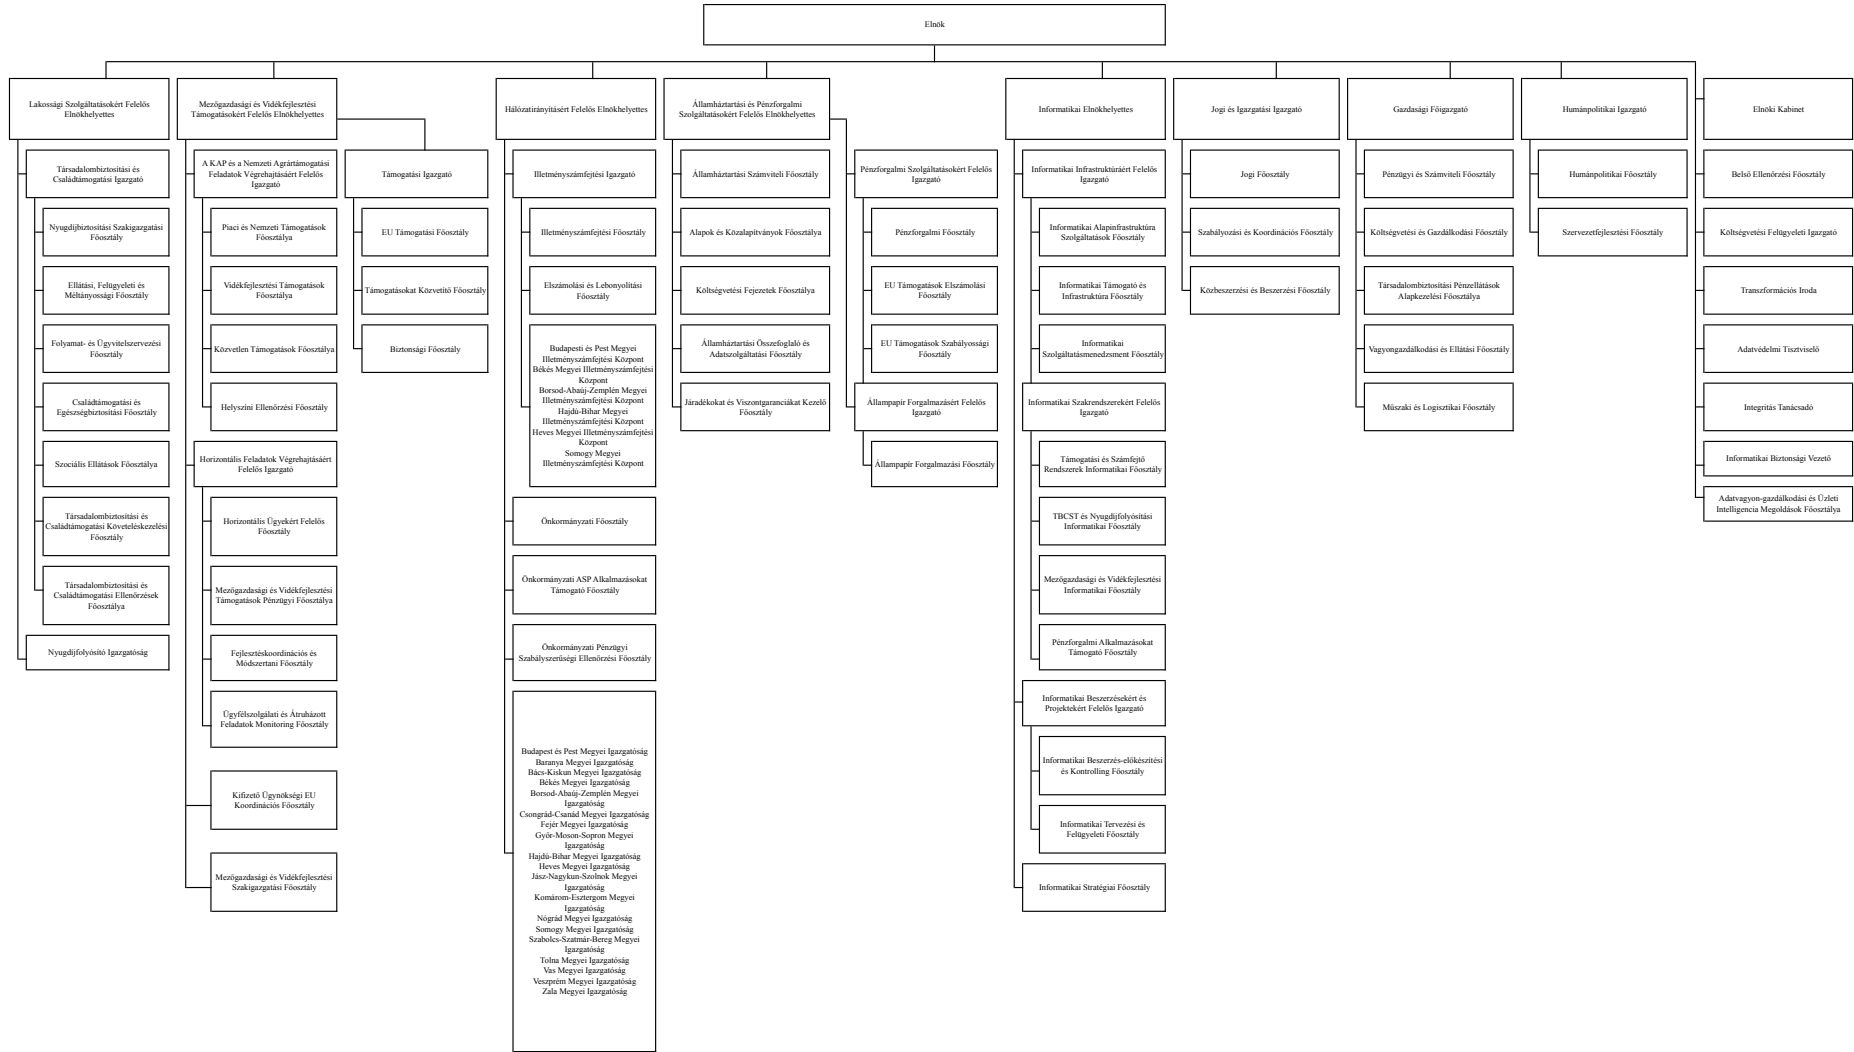 Elnök
Lakossági Szolgáltatásokért Felelős
Elnökhelyettes
Társadalombiztosítási és
Családtámogatási Igazgató
Nyugdíjbiztosítási Szakigazgatási
Főosztály
Ellátási, Felügyeleti és
Méltányossági Főosztály
Folyamat- és Ügyvitelszervezési
Főosztály
Családtámogatási és
Egészségbiztosítási Főosztály
Szociális Ellátások Főosztálya
Társadalombiztosítási és
Családtámogatási Követeléskezelési
Főosztály
Társadalombiztosítási és
Családtámogatási Ellenőrzések
Főosztálya
Nyugdíjfolyósító Igazgatóság
Mezőgazdasági és Vidékfejlesztési
Támogatásokért Felelős Elnökhelyettes
A KAP és a Nemzeti Agrártámogatási
Feladatok Végrehajtásáért Felelős
Igazgató
Piaci és Nemzeti Támogatások
Főosztálya
Vidékfejlesztési Támogatások
Főosztálya
Közvetlen Támogatások Főosztálya
Helyszíni Ellenőrzési Főosztály
Horizontális Feladatok Végrehajtásáért
Felelős Igazgató
Horizontális Ügyekért Felelős
Főosztály
Mezőgazdasági és Vidékfejlesztési
Támogatások Pénzügyi Főosztálya
Fejlesztéskoordinációs és
Módszertani Főosztály
Ügyfélszolgálati és Átruházott
Feladatok Monitoring Főosztály
Kifizető Ügynökségi EU
Koordinációs Főosztály
Mezőgazdasági és Vidékfejlesztési
Szakigazgatási Főosztály
Támogatási Igazgató
EU Támogatási Főosztály
Támogatásokat Közvetítő Főosztály
Biztonsági Főosztály
Hálózatirányításért Felelős Elnökhelyettes
Illetményszámfejtési Igazgató
Illetményszámfejtési Főosztály
Elszámolási és Lebonyolítási
Főosztály
Budapesti és Pest Megyei
Illetményszámfejtési Központ
Békés Megyei Illetményszámfejtési
Központ
Borsod-Abaúj-Zemplén Megyei
Illetményszámfejtési Központ
Hajdú-Bihar Megyei
Illetményszámfejtési Központ
Heves Megyei Illetményszámfejtési
Központ
Somogy Megyei
Illetményszámfejtési Központ
Önkormányzati Főosztály
Önkormányzati ASP Alkalmazásokat
Támogató Főosztály
Önkormányzati Pénzügyi
Szabályszerűségi Ellenőrzési Főosztály
Budapest és Pest Megyei Igazgatóság
Baranya Megyei Igazgatóság
Bács-Kiskun Megyei Igazgatóság
Békés Megyei Igazgatóság
Borsod-Abaúj-Zemplén Megyei
Igazgatóság
Csongrád-Csanád Megyei Igazgatóság
Fejér Megyei Igazgatóság
Győr-Moson-Sopron Megyei
Igazgatóság
Hajdú-Bihar Megyei Igazgatóság
Heves Megyei Igazgatóság
Jász-Nagykun-Szolnok Megyei
Igazgatóság
Komárom-Esztergom Megyei
Igazgatóság
Nógrád Megyei Igazgatóság
Somogy Megyei Igazgatóság
Szabolcs-Szatmár-Bereg Megyei
Igazgatóság
Tolna Megyei Igazgatóság
Vas Megyei Igazgatóság
Veszprém Megyei Igazgatóság
Zala Megyei Igazgatóság
Államháztartási és Pénzforgalmi
Szolgáltatásokért Felelős Elnökhelyettes
Államháztartási Számviteli Főosztály
Alapok és Közalapítványok Főosztálya
Költségvetési Fejezetek Főosztálya
Államháztartási Összefoglaló és
Adatszolgáltatási Főosztály
Járadékokat és Viszontgaranciákat Kezelő
Főosztály
Pénzforgalmi Szolgáltatásokért Felelős
Igazgató
Pénzforgalmi Főosztály
EU Támogatások Elszámolási
Főosztály
EU Támogatások Szabályossági
Főosztály
Állampapír Forgalmazásért Felelős
Igazgató
Állampapír Forgalmazási Főosztály
Informatikai Elnökhelyettes
Informatikai Infrastruktúráért Felelős
Igazgató
Informatikai Alapinfrastruktúra
Szolgáltatások Főosztály
Informatikai Támogató és
Infrastruktúra Főosztály
Informatikai
Szolgáltatásmenedzsment Főosztály
Informatikai Szakrendszerekért Felelős
Igazgató
Támogatási és Számfejtő
Rendszerek Informatikai Főosztály
TBCST és Nyugdíjfolyósítási
Informatikai Főosztály
Mezőgazdasági és Vidékfejlesztési
Informatikai Főosztály
Pénzforgalmi Alkalmazásokat
Támogató Főosztály
Informatikai Beszerzésekért és
Projektekért Felelős Igazgató
Informatikai Beszerzés-előkészítési
és Kontrolling Főosztály
Informatikai Tervezési és
Felügyeleti Főosztály
Informatikai Stratégiai Főosztály
Jogi és Igazgatási Igazgató
Jogi Főosztály
Szabályozási és Koordinációs Főosztály
Közbeszerzési és Beszerzési Főosztály
Gazdasági Főigazgató
Pénzügyi és Számviteli Főosztály
Költségvetési és Gazdálkodási Főosztály
Társadalombiztosítási Pénzellátások
Alapkezelési Főosztálya
Vagyongazdálkodási és Ellátási Főosztály
Műszaki és Logisztikai Főosztály
Humánpolitikai Igazgató
Humánpolitikai Főosztály
Szervezetfejlesztési Főosztály
Elnöki Kabinet
Belső Ellenőrzési Főosztály
Költségvetési Felügyeleti Igazgató
Transzformációs Iroda
Adatvédelmi Tisztviselő
Integritás Tanácsadó
Informatikai Biztonsági Vezető
Adatvagyon-gazdálkodási és Üzleti
Intelligencia Megoldások Főosztálya